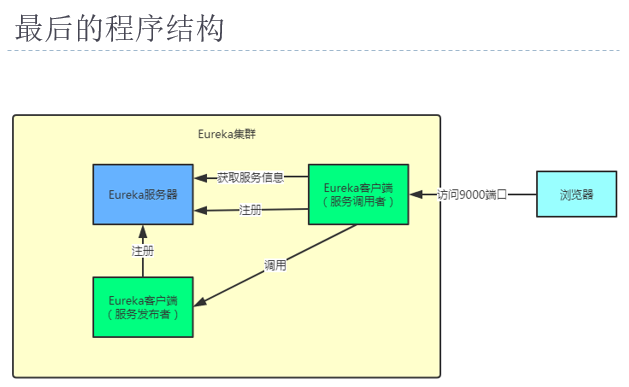 最后的程序结构
Eureka集群
Eureka服务器
获取服务信息
注册
Eureka客户端
（服务调用者）
访问9000端口
浏览器
注册
调用
Eureka客户端
（服务发布者）